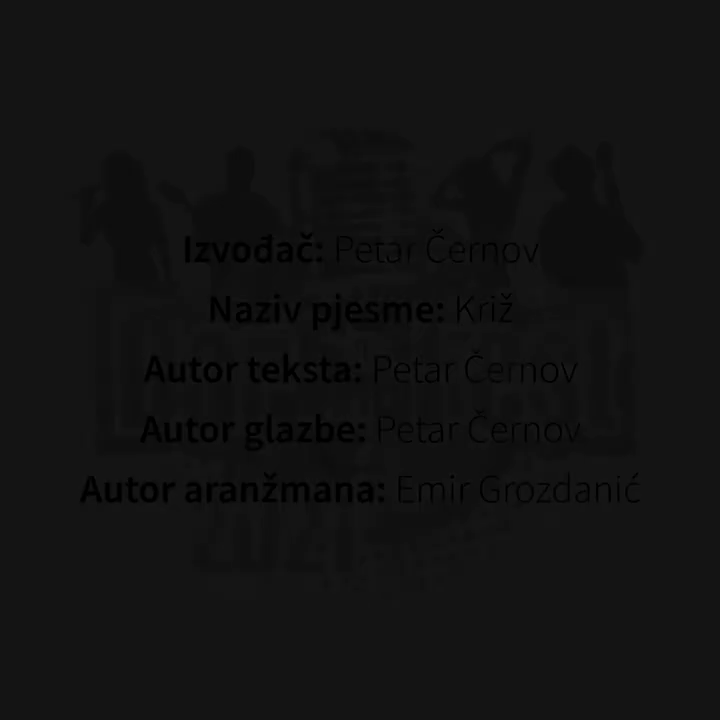 Izvođač: Petar Černov
Naziv pjesme: Križ
Autor teksta: Petar Černov
Autor glazbe: Petar Černov
Autor aranžmana: Emir Grozdanić